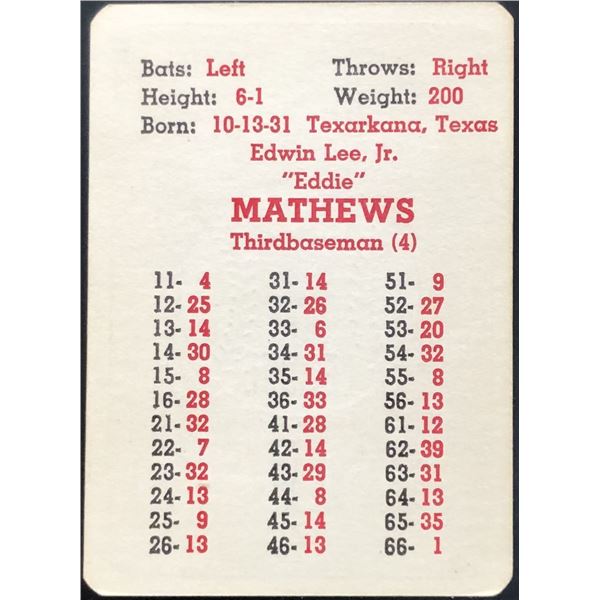 Bats: Left Throws: Right
Height: 6-1 Weight: 200
Born: 10-13-31 Texarkana, Texas
Edwin Lee, Jr.
"Eddie"
MATHEWS
Thirdbaseman (4)
11- 4 31- 14 51- 9
12- 25 32- 26 52- 27
13- 14 33- 6 53- 20
14- 30 34- 31 54- 32
15- 8 35- 14 55- 8
16- 28 36- 33 56- 13
21- 32 41- 28 61- 12
22- 7 42- 14 62- 39
23- 32 43- 29 63- 31
24- 13 44- 8 64- 13
25- 9 45- 14 65- 35
26- 13 46- 13 66- 1